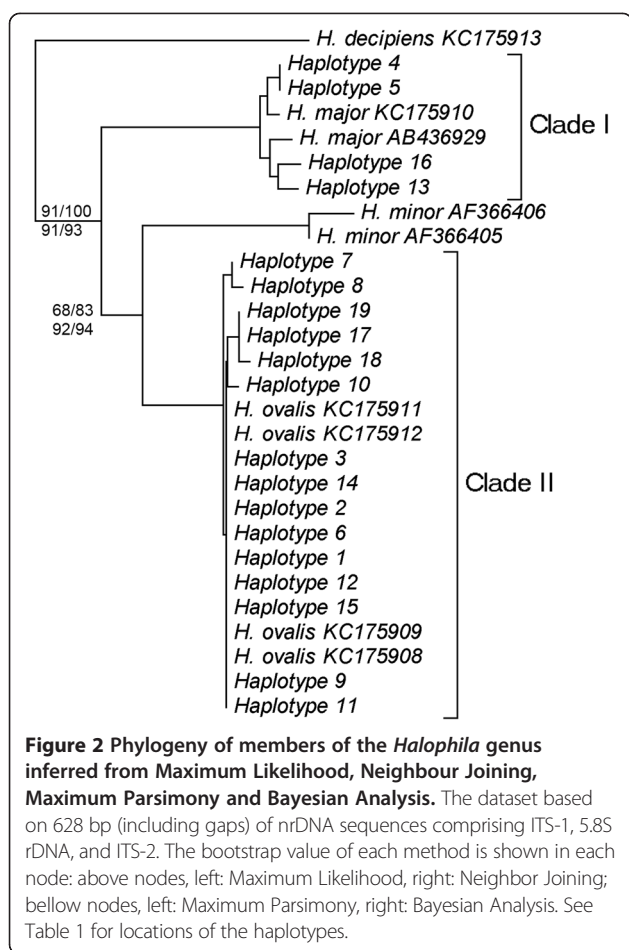 H. decipiens KC175913
Haplotype 4
Haplotype 5
H. major KC175910
Clade I
H. major AB436929
Haplotype 16
Haplotype 13
91/100
91/93
H. minor AF366406
H. minor AF366405
Haplotype 7
Haplotype 8
68/83
92/94
Haplotype 19
Haplotype 17
Haplotype 18
Haplotype 10
H. ovalis KC175911
H. ovalis KC175912
Haplotype 3
Haplotype 14
Clade II
Haplotype 2
Haplotype 6
Haplotype 1
Haplotype 12
Haplotype 15
H. ovalis KC175909
H. ovalis KC175908
Haplotype 9
Haplotype 11
Figure 2 Phylogeny of members of the Halophila genus
inferred from Maximum Likelihood, Neighbour Joining,
Maximum Parsimony and Bayesian Analysis. The dataset based
on 628 bp (including gaps) of nrDNA sequences comprising ITS-1, 5.8S
rDNA, and ITS-2. The bootstrap value of each method is shown in each
node: above nodes, left: Maximum Likelihood, right: Neighbor Joining;
bellow nodes, left: Maximum Parsimony, right: Bayesian Analysis. See
Table 1 for locations of the haplotypes.